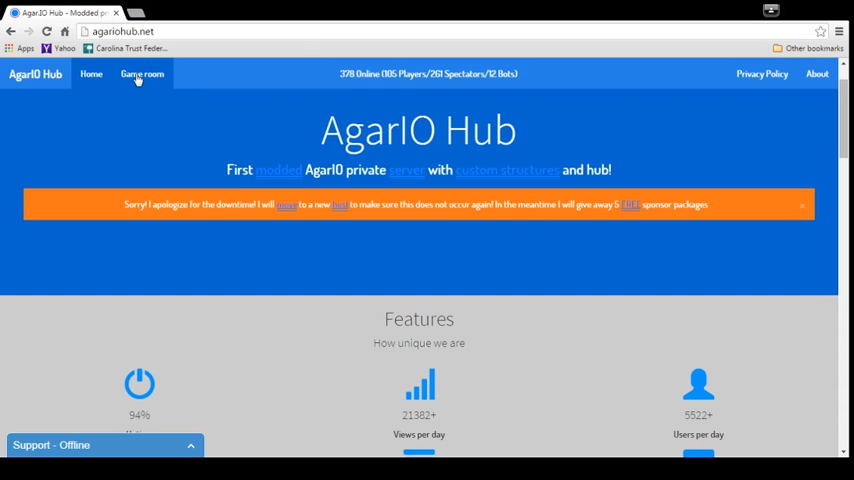 Agar.IO Hub - Modded pr
agariohub.net
Apps Yahoo Carolina Trust Feder... Other bookmarks
AgarIO Hub Home Game room 378 Online (105 Players/261 Spectators/12 Bots) Privacy Policy About
AgarIO Hub
First modded AgarIO private server with custom structures and hub!
Sorry! I apologize for the downtime! I will move to a new host to make sure this does not occur again! In the meantime I will give away 5 FREE sponsor packages ×
Features
How unique we are
94% 21382+ 5522+
Views per day Users per day
Support - Offline